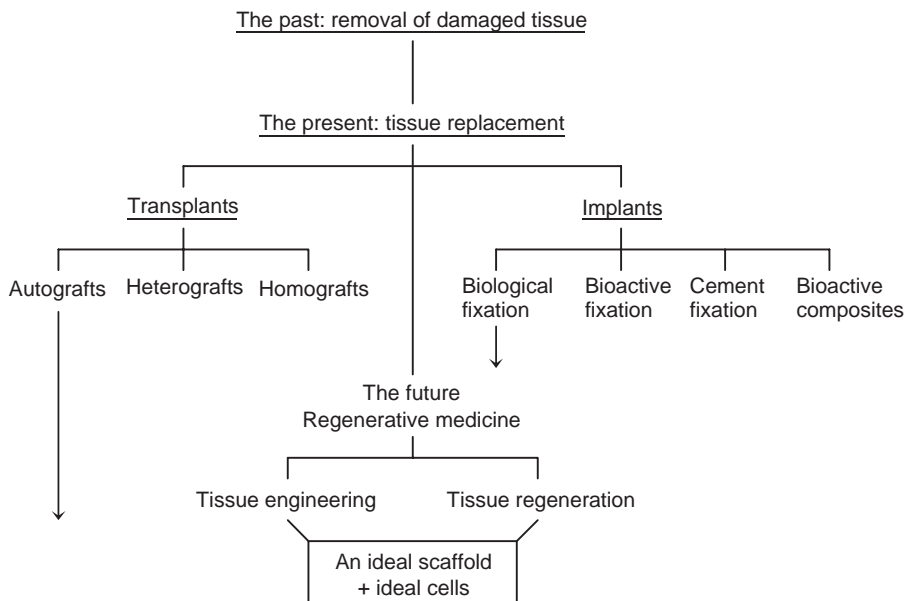 The past: removal of damaged tissue
The present: tissue replacement
Transplants
Implants
Autografts
Heterografts
Homografts
Biological
fixation
Bioactive
fixation
Cement
fixation
Bioactive
composites
The future
Regenerative medicine
Tissue engineering
Tissue regeneration
An ideal scaffold
+ ideal cells